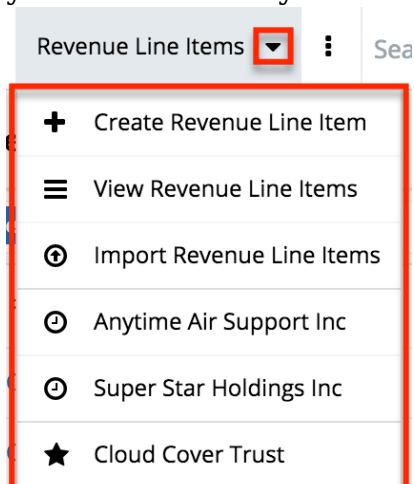 Revenue Line Items
Sea
Create Revenue Line Item
View Revenue Line Items
Import Revenue Line Items
Anytime Air Support Inc
Super Star Holdings Inc
Cloud Cover Trust